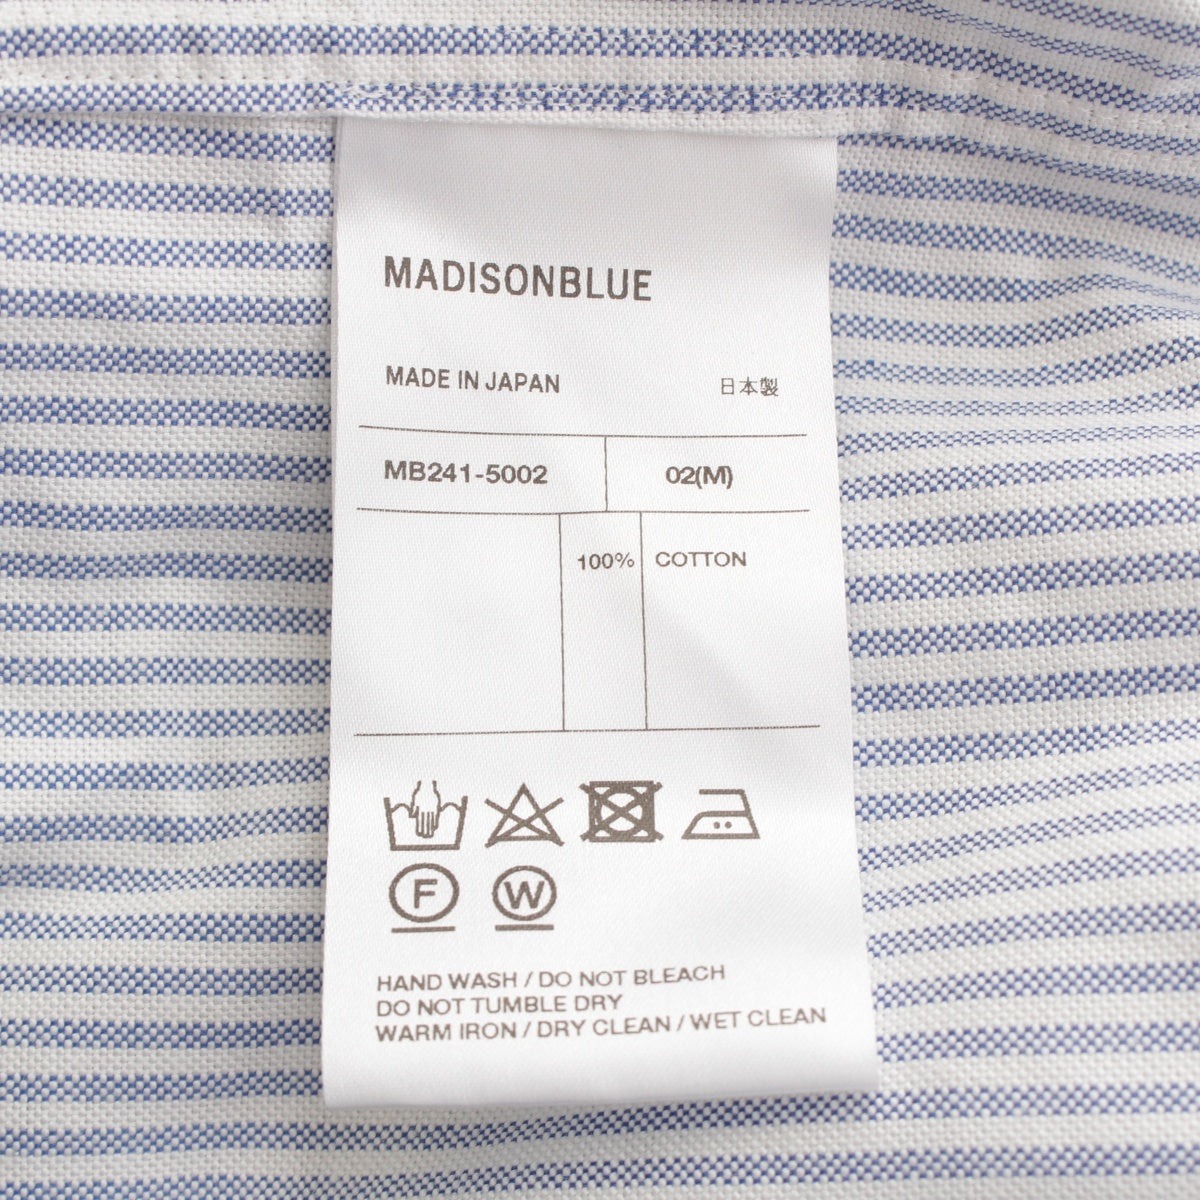 MADISONBLUE
MADE IN JAPAN 日本製
MB241-5002 02(M)
100% COTTON
F W
HAND WASH / DO NOT BLEACH
DO NOT TUMBLE DRY
WARM IRON / DRY CLEAN / WET CLEAN